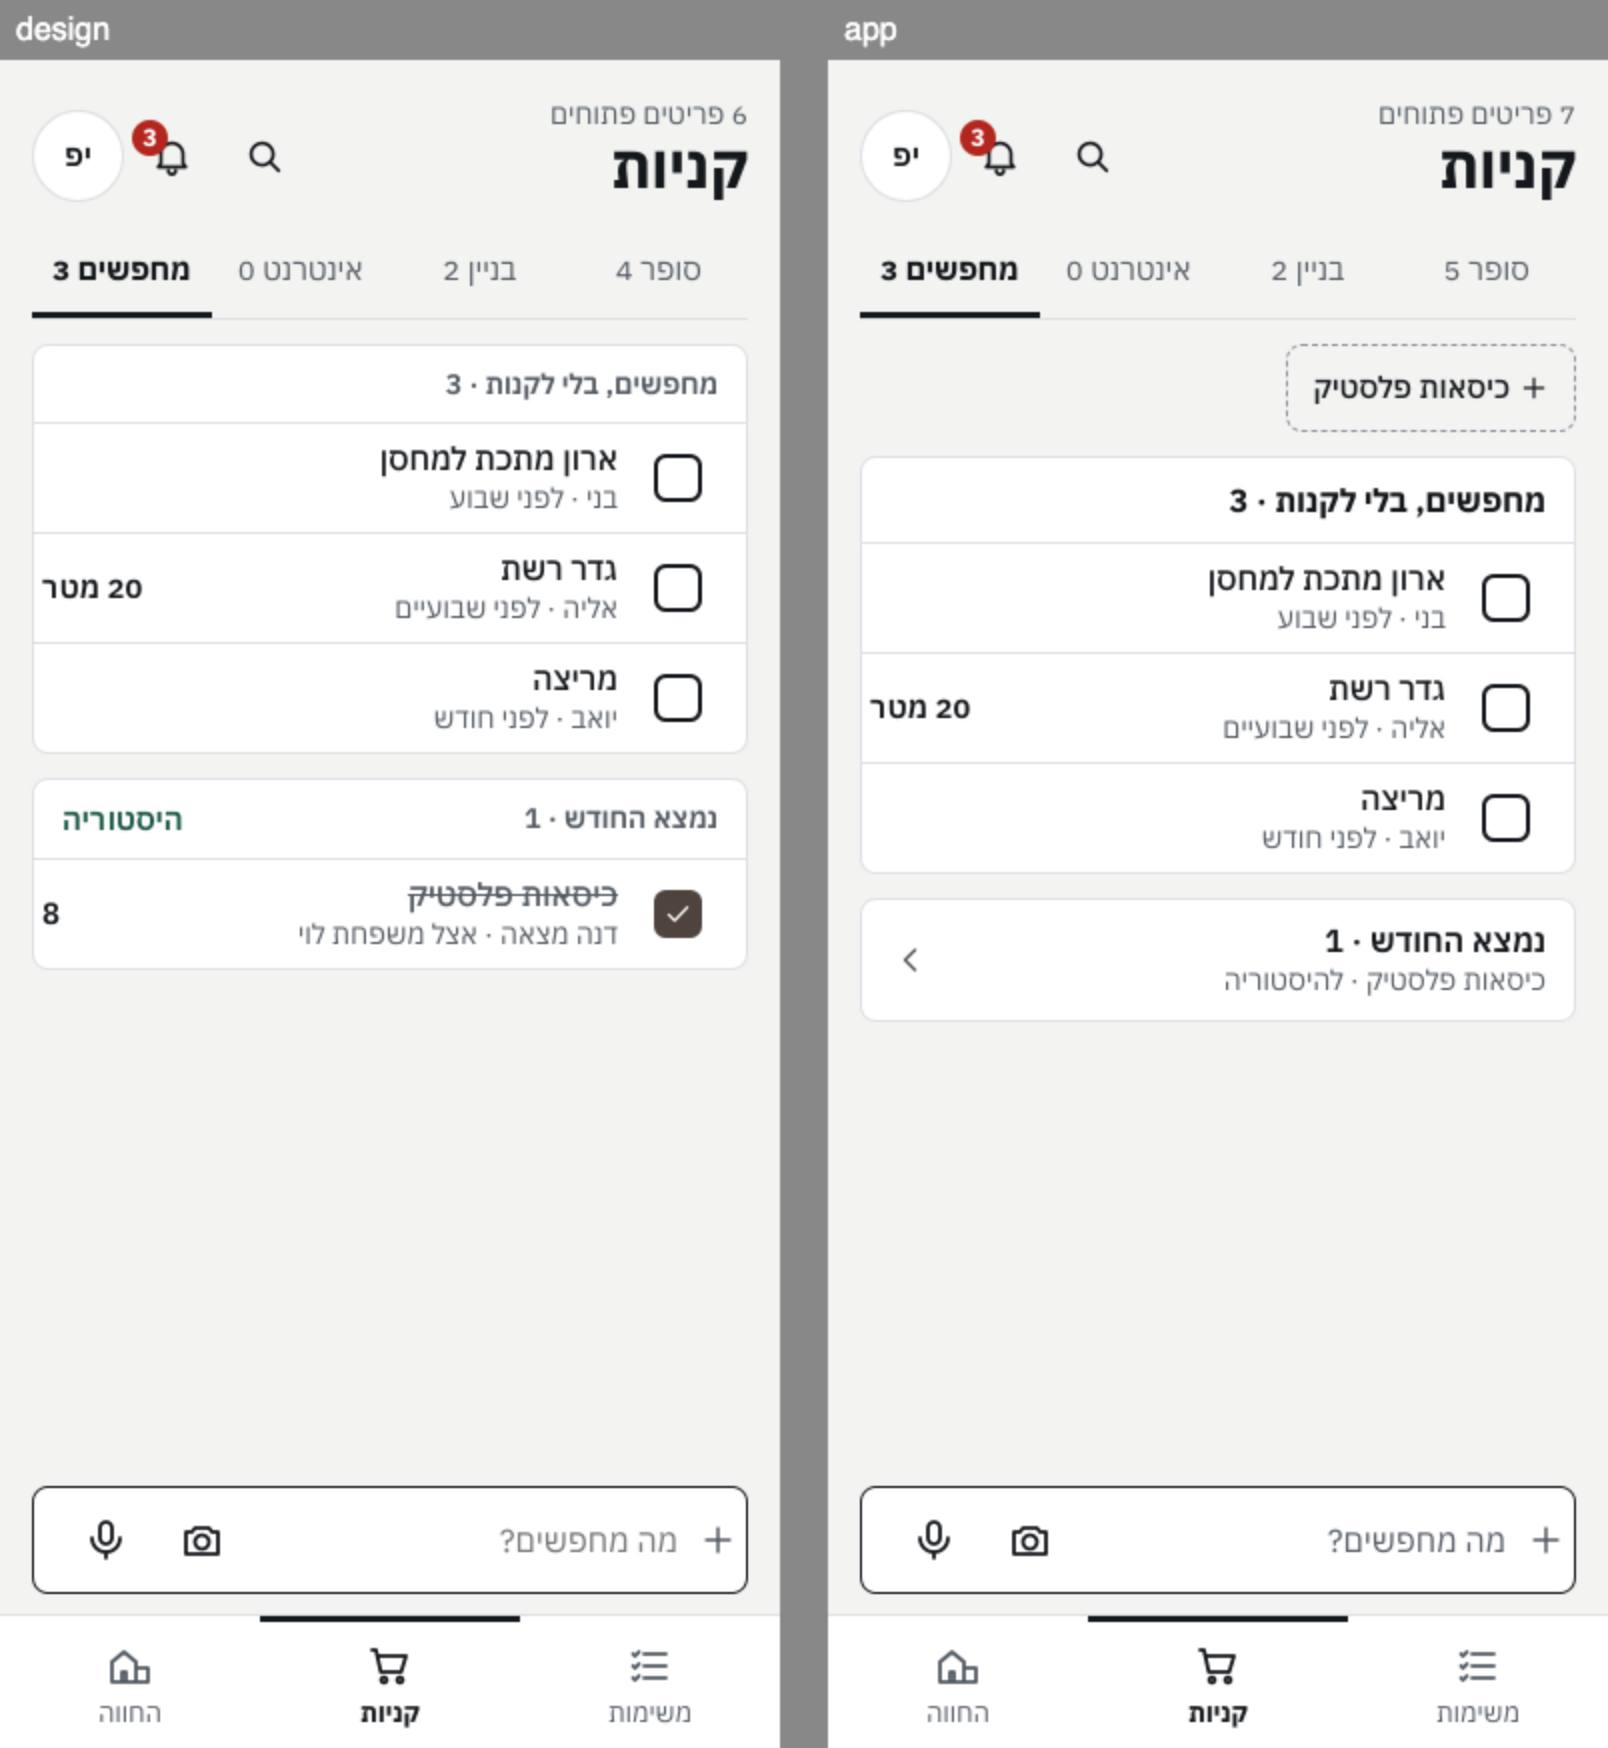 design
6 פריטים פתוחים
קניות
3
יפ
סופר 4
בניין 2
אינטרנט 0
מחפשים 3
מחפשים, בלי לקנות · 3
ארון מתכת למחסן
בני · לפני שבוע
גדר רשת
אליה · לפני שבועיים
20 מטר
מריצה
יואב · לפני חודש
נמצא החודש · 1
היסטוריה
כיסאות פלסטיק
דנה מצאה · אצל משפחת לוי
8
מה מחפשים?
משימות
קניות
החווה
app
7 פריטים פתוחים
קניות
3
יפ
סופר 5
בניין 2
אינטרנט 0
מחפשים 3
+ כיסאות פלסטיק
מחפשים, בלי לקנות · 3
ארון מתכת למחסן
בני · לפני שבוע
גדר רשת
אליה · לפני שבועיים
20 מטר
מריצה
יואב · לפני חודש
נמצא החודש · 1
כיסאות פלסטיק · להיסטוריה
מה מחפשים?
משימות
קניות
החווה